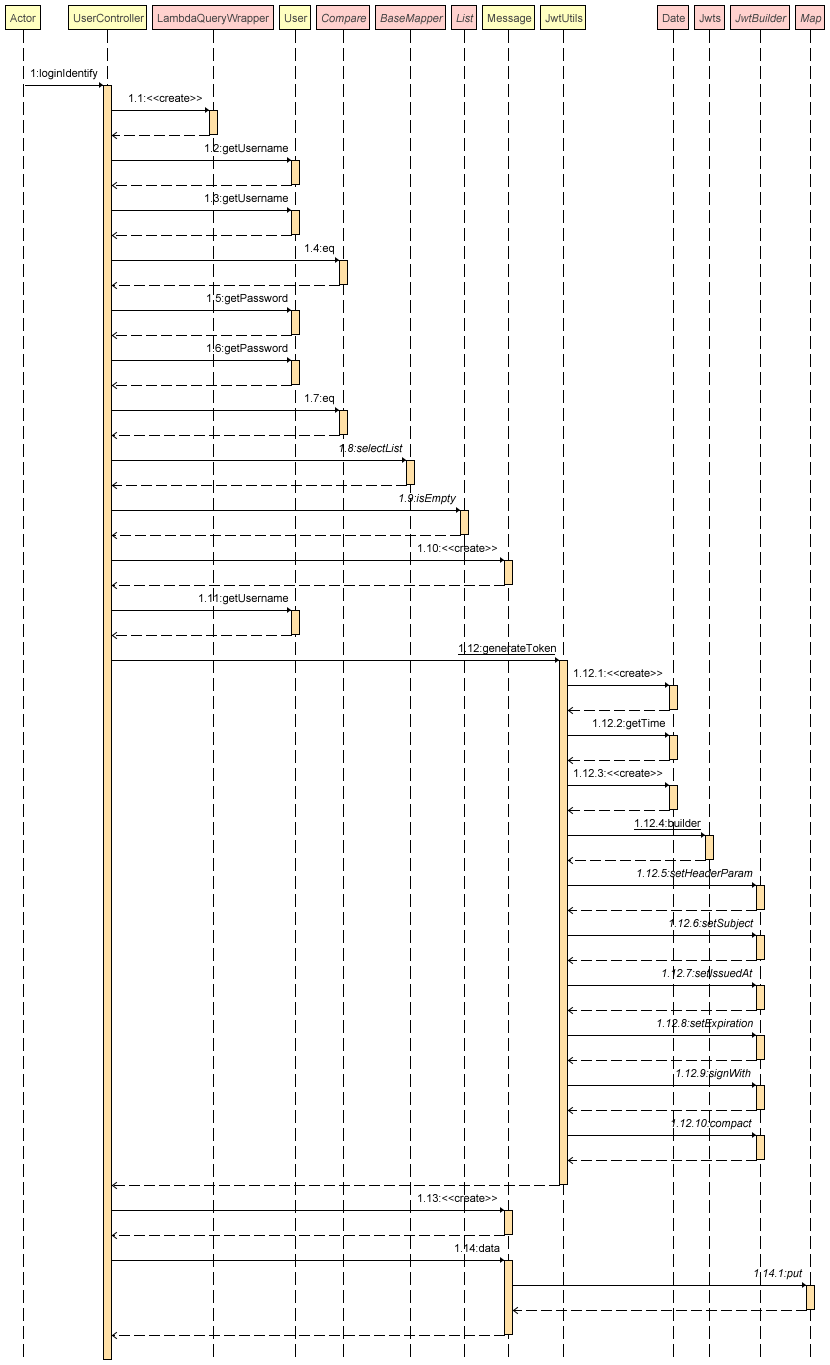 Actor UserController LambdaQueryWrapper User Compare BaseMapper List Message JwtUtils Date Jwts JwtBuilder Map
1:loginIdentify
1.1:<<create>>
1.2:getUsername
1.3:getUsername
1.4:eq
1.5:getPassword
1.6:getPassword
1.7:eq
1.8:selectList
1.9:isEmpty
1.10:<<create>>
1.11:getUsername
1.12:generateToken
1.12.1:<<create>>
1.12.2:getTime
1.12.3:<<create>>
1.12.4:builder
1.12.5:setHeaderParam
1.12.6:setSubject
1.12.7:setIssuedAt
1.12.8:setExpiration
1.12.9:signWith
1.12.10:compact
1.13:<<create>>
1.14:data
1.14.1:put